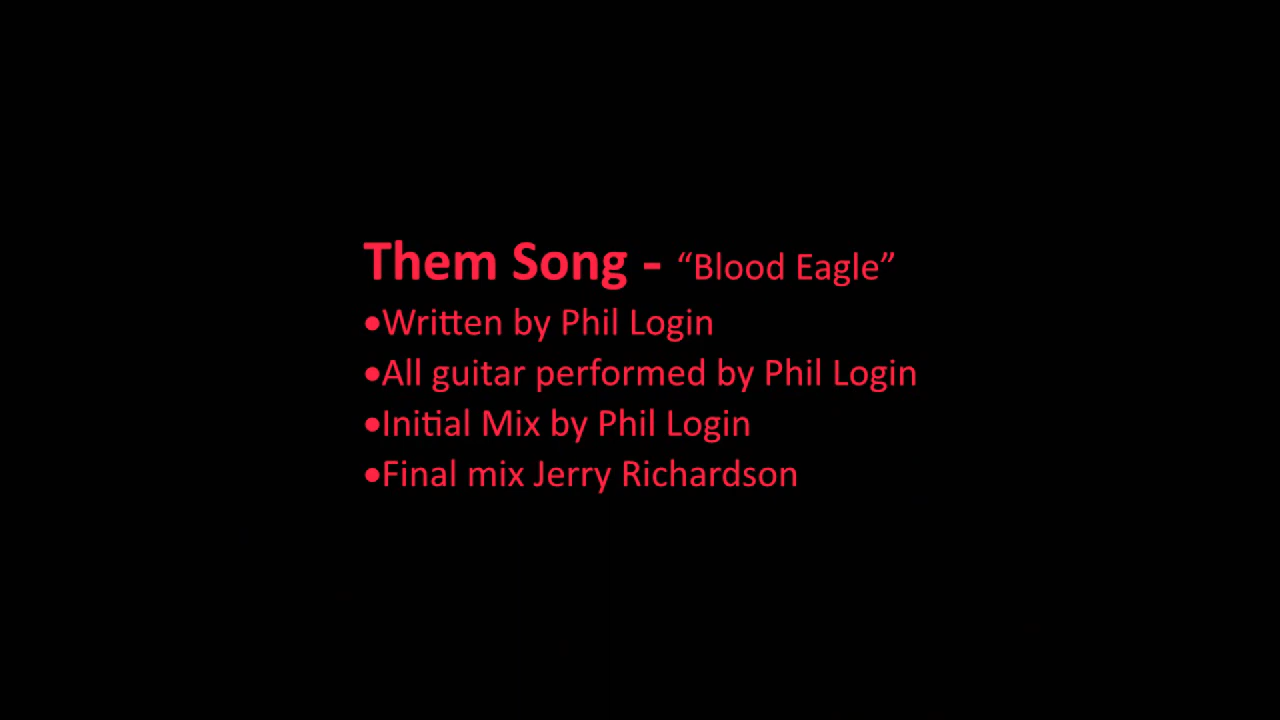 Them Song - “Blood Eagle”
•Written by Phil Login
•All guitar performed by Phil Login
•Initial Mix by Phil Login
•Final mix Jerry Richardson